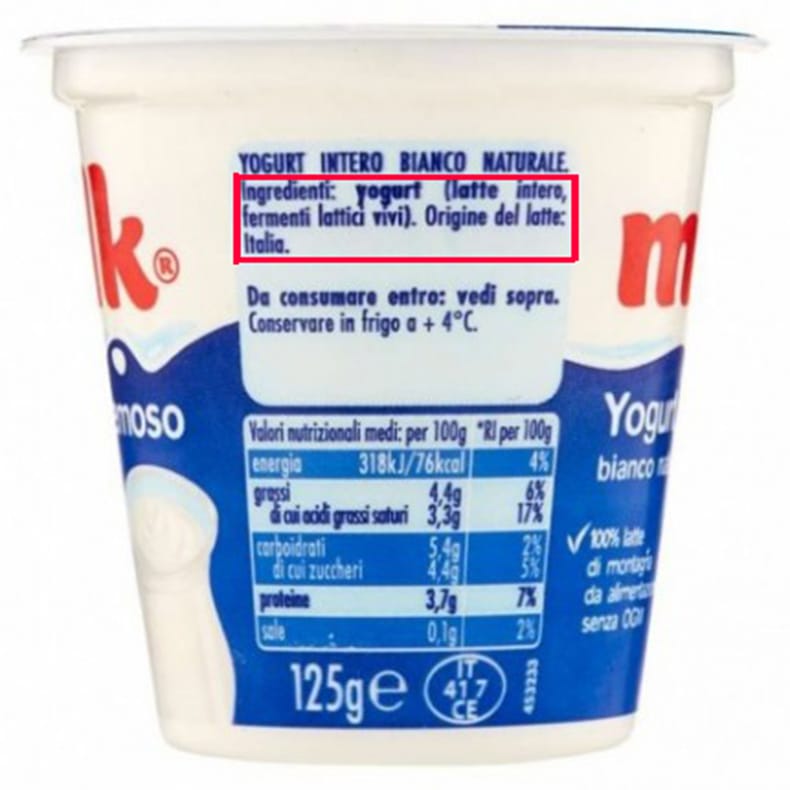 YOGURT INTERO BIANCO NATURALE.
Ingredienti: yogurt (latte intero,
fermenti lattici vivi). Origine del latte:
Italia.
Da consumare entro: vedi sopra.
Conservare in frigo a + 4°C.
lk®
emoso
Valori nutrizionali medi: per 100g *RI per 100g
energia 318kJ/76kcal 4%
grassi 4,4g 6%
di cui acidi grassi saturi 3,3g 17%
carboidrati 5,4g 2%
di cui zuccheri 4,4g 5%
proteine 3,7g 7%
sale 0,1g 2%
125g e
IT
41 7
CE
453233
m
Yogur
bianco na
100% latte
di montagn
da alimentaz
senza OGM